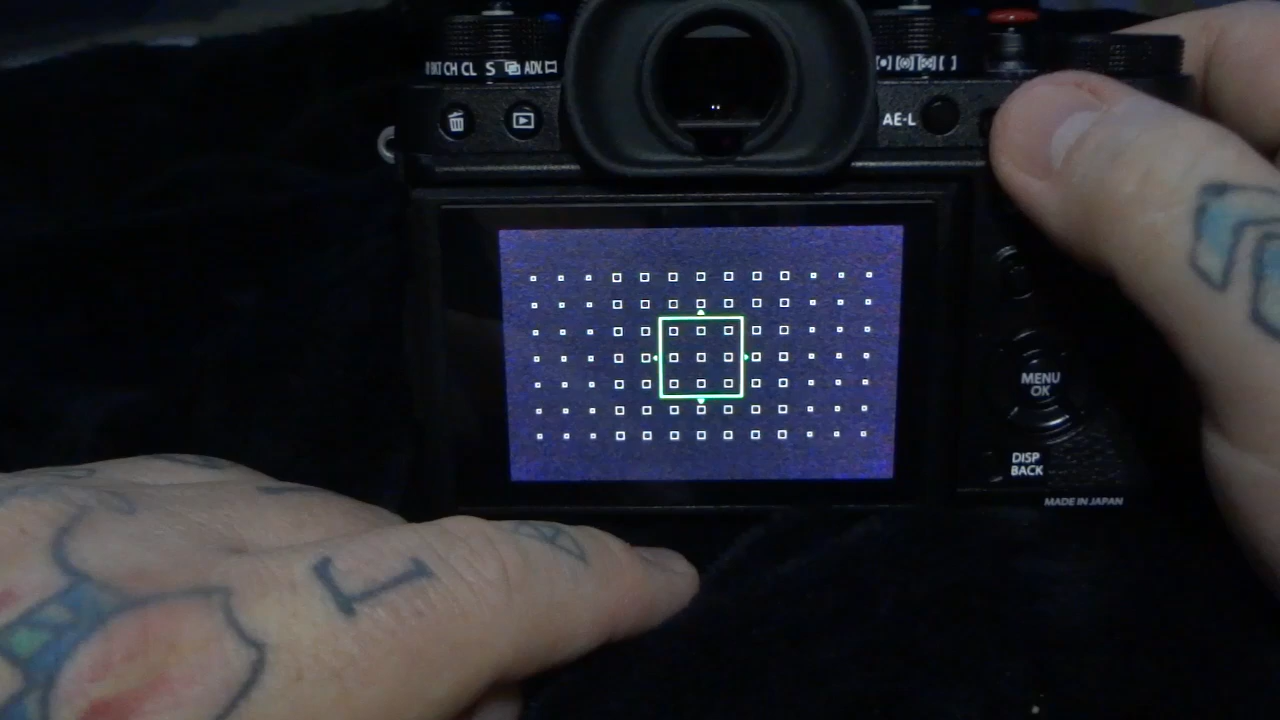 CH CL S ADV.
AE-L
MENU
OK
DISP
BACK
MADE IN JAPAN